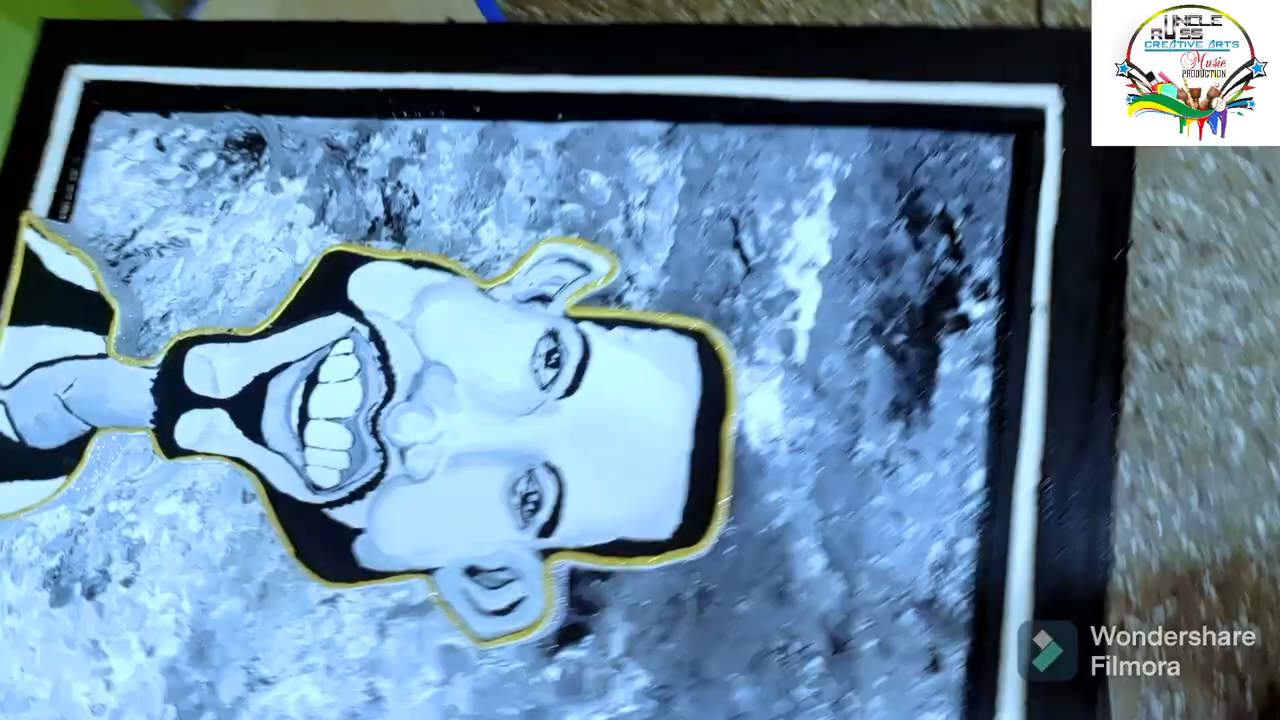 UNCLE
RUSS
CREATIVE ARTS
Music
PRODUCTION
Wondershare
Filmora